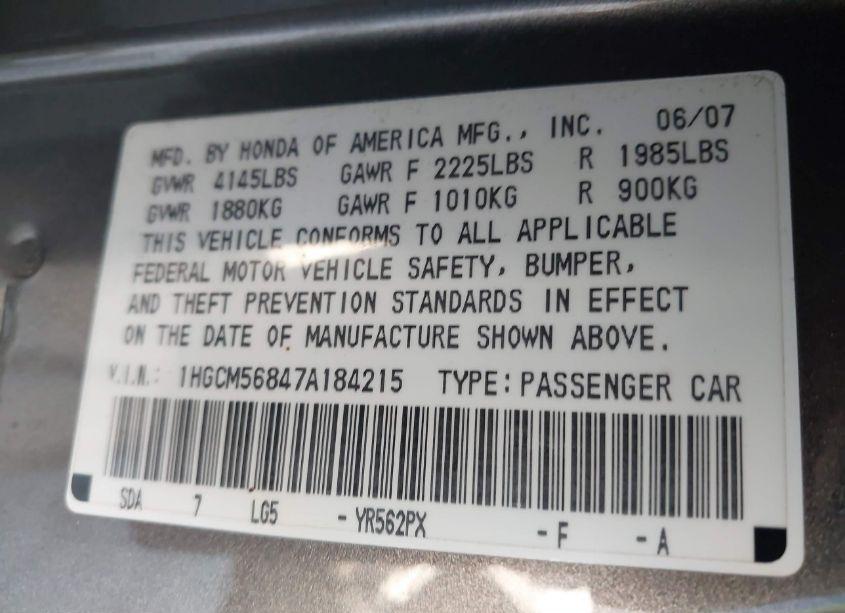 MFD. BY HONDA OF AMERICA MFG., INC. 06/07
GVWR 4145LBS GAWR F 2225LBS R 1985LBS
GVWR 1880KG GAWR F 1010KG R 900KG
THIS VEHICLE CONFORMS TO ALL APPLICABLE
FEDERAL MOTOR VEHICLE SAFETY, BUMPER,
AND THEFT PREVENTION STANDARDS IN EFFECT
ON THE DATE OF MANUFACTURE SHOWN ABOVE.
V.I.N.: 1HGCM56847A184215 TYPE: PASSENGER CAR
SDA 7 LG5 - YR562PX - F - A